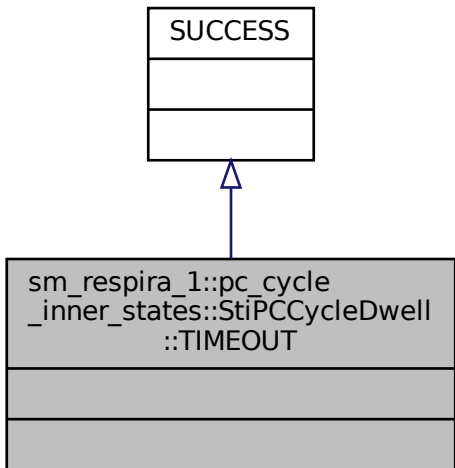 SUCCESS
sm_respira_1::pc_cycle
_inner_states::StiPCCycleDwell
::TIMEOUT